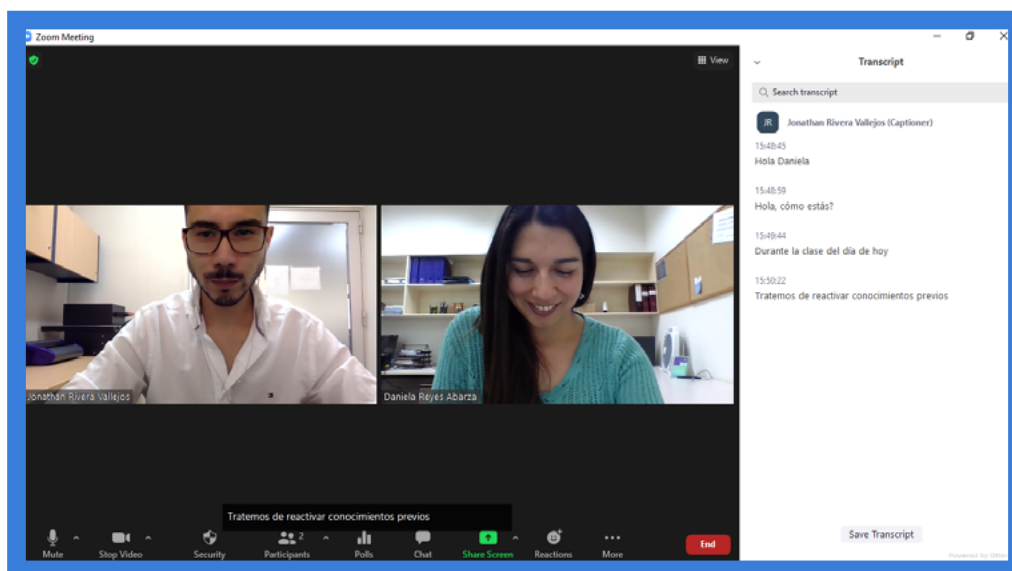 Zoom Meeting
View
Transcript
Search transcript
JR
Jonathan Rivera Vallejos (Captioner)
15:48:45
Hola Daniela
15:48:59
Hola, cómo estás?
15:49:44
Durante la clase del día de hoy
15:50:22
Tratemos de reactivar conocimientos previos
Jonathan Rivera Vallejos
Daniela Reyes Abarza
Tratemos de reactivar conocimientos previos
2
Mute
Stop Video
Security
Participants
Polls
Chat
Share Screen
Reactions
More
End
Save Transcript
Powered by Otter